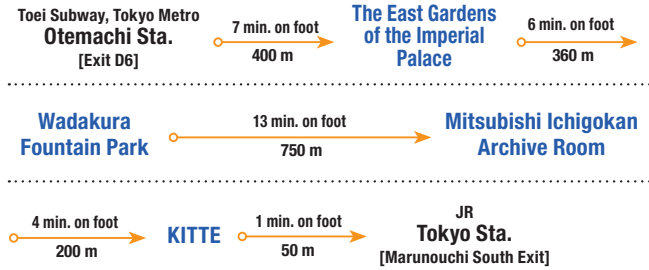 Toei Subway, Tokyo Metro
Otemachi Sta.
[Exit D6]
7 min. on foot
400 m
The East Gardens
of the Imperial
Palace
6 min. on foot
360 m
Wadakura
Fountain Park
13 min. on foot
750 m
Mitsubishi Ichigokan
Archive Room
4 min. on foot
200 m
KITTE
1 min. on foot
50 m
JR
Tokyo Sta.
[Marunouchi South Exit]